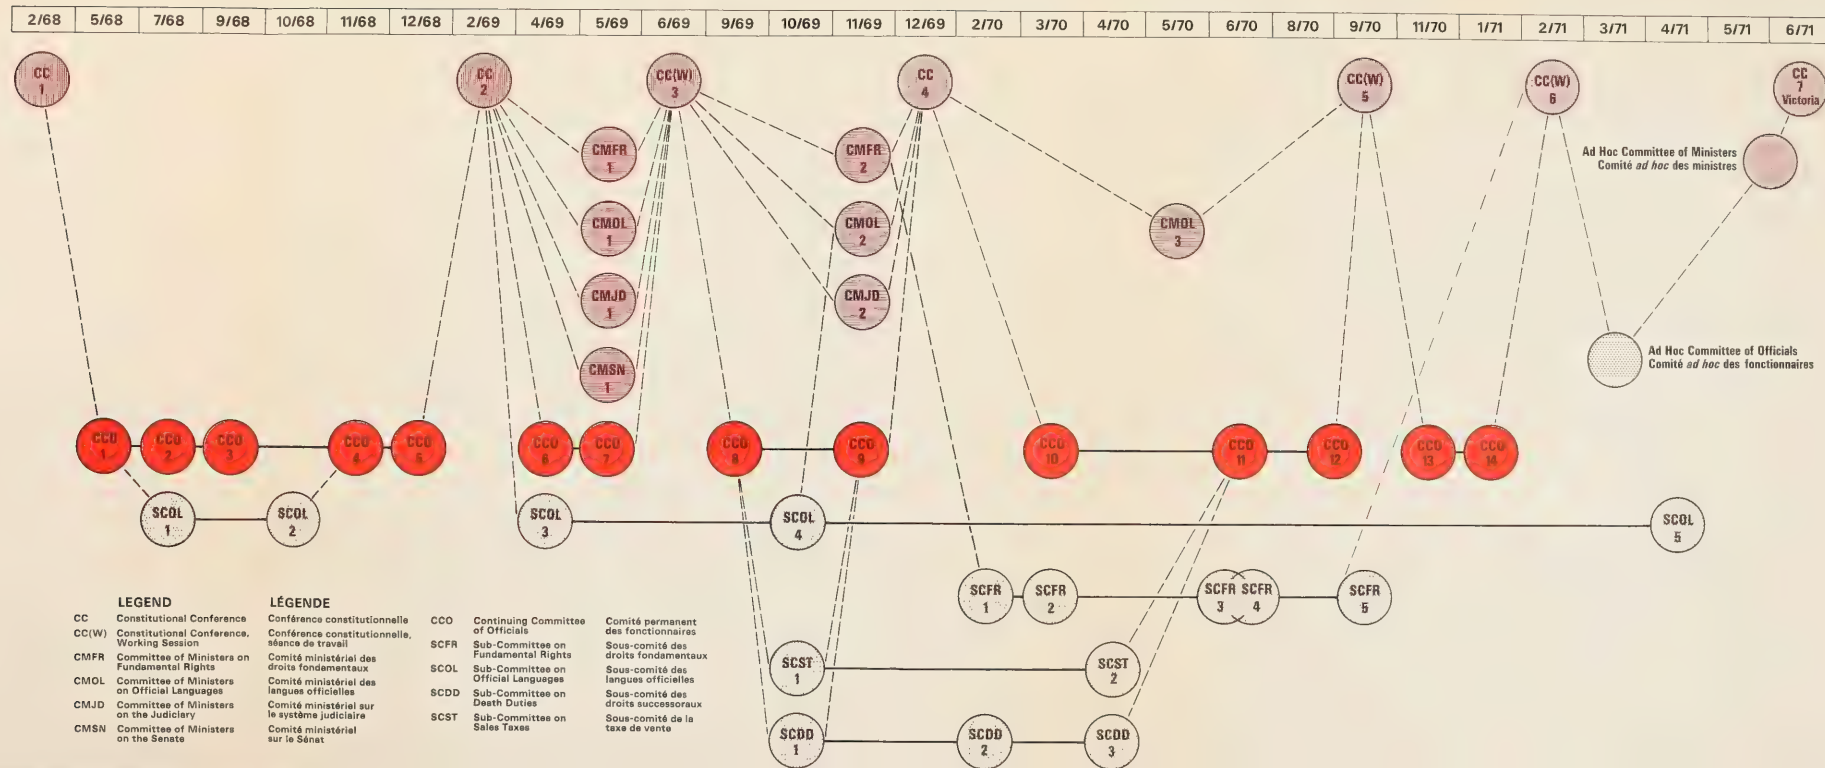 2/68 5/68 7/68 9/68 10/68 11/68 12/68 2/69 4/69 5/69 6/69 9/69 10/69 11/69 12/69 2/70 3/70 4/70 5/70 6/70 8/70 9/70 11/70 1/71 2/71 3/71 4/71 5/71 6/71
CC
1
CC
2
CC(W)
3
CC
4
CC(W)
5
CC(W)
6
CC
7
Victoria
CMFR
1
CMFR
2
Ad Hoc Committee of Ministers
Comité ad hoc des ministres
CMOL
1
CMOL
2
CMOL
3
CMJD
1
CMJD
2
CMSN
1
Ad Hoc Committee of Officials
Comité ad hoc des fonctionnaires
CCO
1
CCO
2
CCO
3
CCO
4
CCO
5
CCO
6
CCO
7
CCO
8
CCO
9
CCO
10
CCO
11
CCO
12
CCO
13
CCO
14
SCOL
1
SCOL
2
SCOL
3
SCOL
4
SCOL
5
SCFR
1
SCFR
2
SCFR
3
SCFR
4
SCFR
5
SCST
1
SCST
2
SCDD
1
SCDD
2
SCDD
3
LEGEND LÉGENDE
CC Constitutional Conference Conférence constitutionnelle
CC(W) Constitutional Conference, Conférence constitutionnelle,
Working Session séance de travail
CMFR Committee of Ministers on Comité ministériel des
Fundamental Rights droits fondamentaux
CMOL Committee of Ministers Comité ministériel des
on Official Languages langues officielles
CMJD Committee of Ministers Comité ministériel sur
on the Judiciary le système judiciaire
CMSN Committee of Ministers Comité ministériel
on the Senate sur le Sénat
CCO Continuing Committee Comité permanent
of Officials des fonctionnaires
SCFR Sub-Committee on Sous-comité des
Fundamental Rights droits fondamentaux
SCOL Sub-Committee on Sous-comité des
Official Languages langues officielles
SCDD Sub-Committee on Sous-comité des
Death Duties droits successoraux
SCST Sub-Committee on Sous-comité de la
Sales Taxes taxe de vente